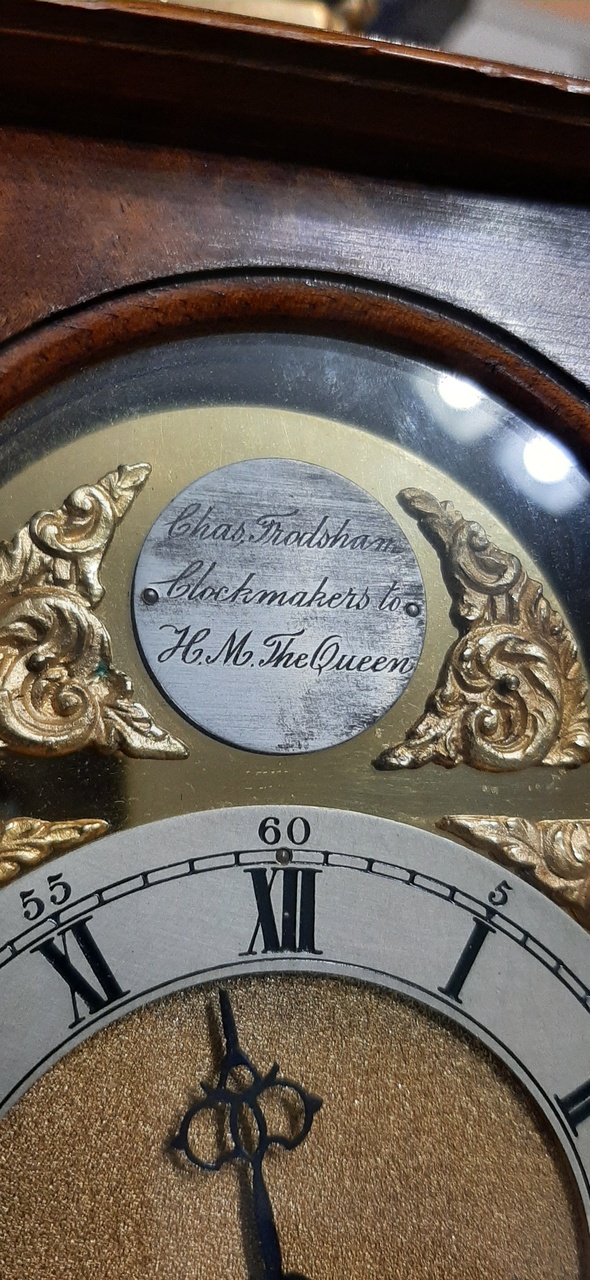 Chas. Frodsham
Clockmakers to
H.M. The Queen
60
55
5
XII
XI
I